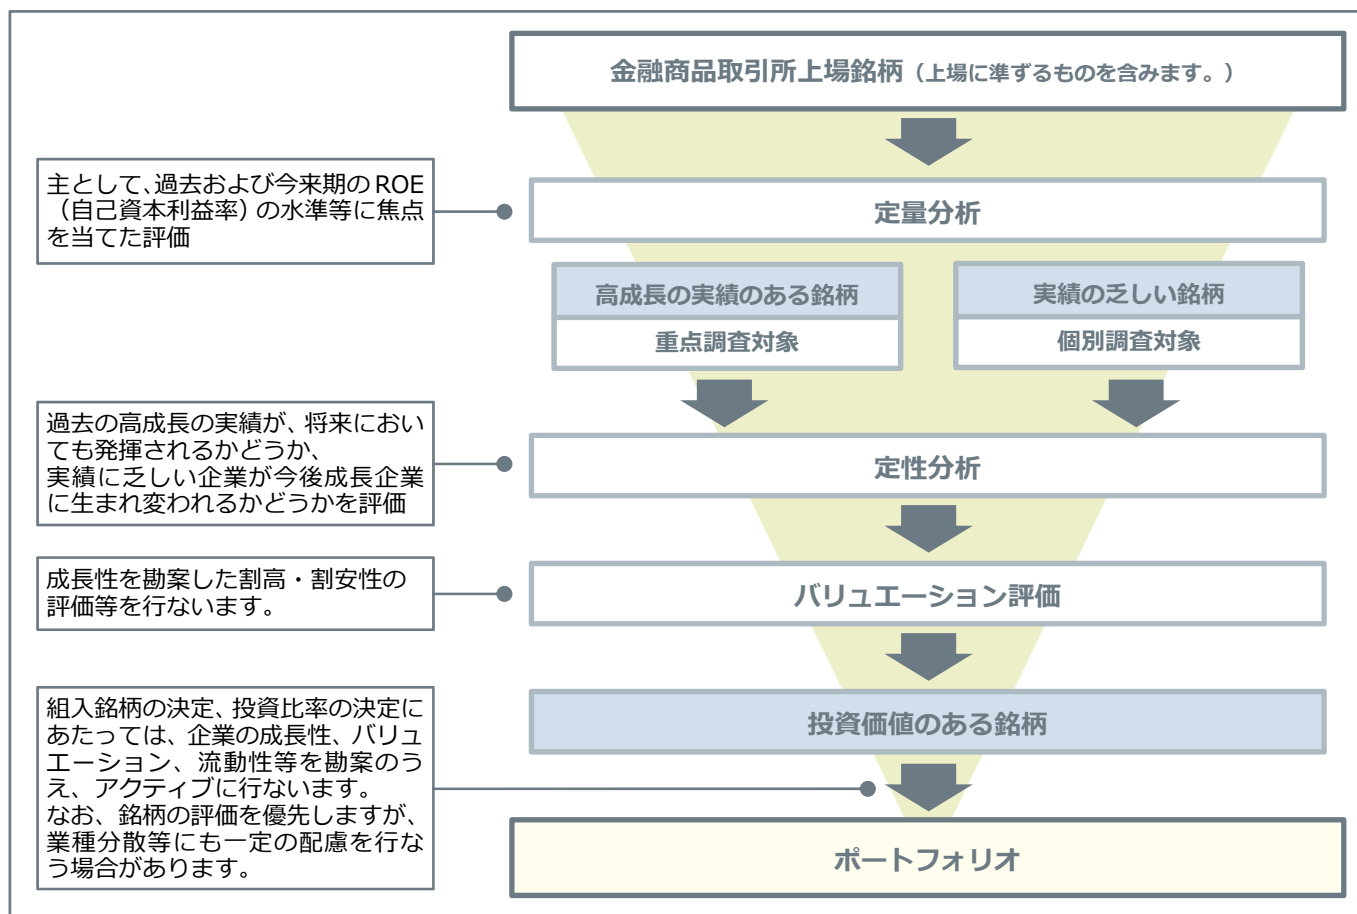 金融商品取引所上場銘柄（上場に準ずるものを含みます。）
主として、過去および今来期のROE
（自己資本利益率）の水準等に焦点
を当てた評価
定量分析
高成長の実績のある銘柄
重点調査対象
実績の乏しい銘柄
個別調査対象
過去の高成長の実績が、将来におい
ても発揮されるかどうか、
実績に乏しい企業が今後成長企業
に生まれ変われるかどうかを評価
定性分析
成長性を勘案した割高・割安性の
評価等を行ないます。
バリュエーション評価
投資価値のある銘柄
組入銘柄の決定、投資比率の決定に
あたっては、企業の成長性、バリュ
エーション、流動性等を勘案のう
え、アクティブに行ないます。
なお、銘柄の評価を優先しますが、
業種分散等にも一定の配慮を行な
う場合があります。
ポートフォリオ